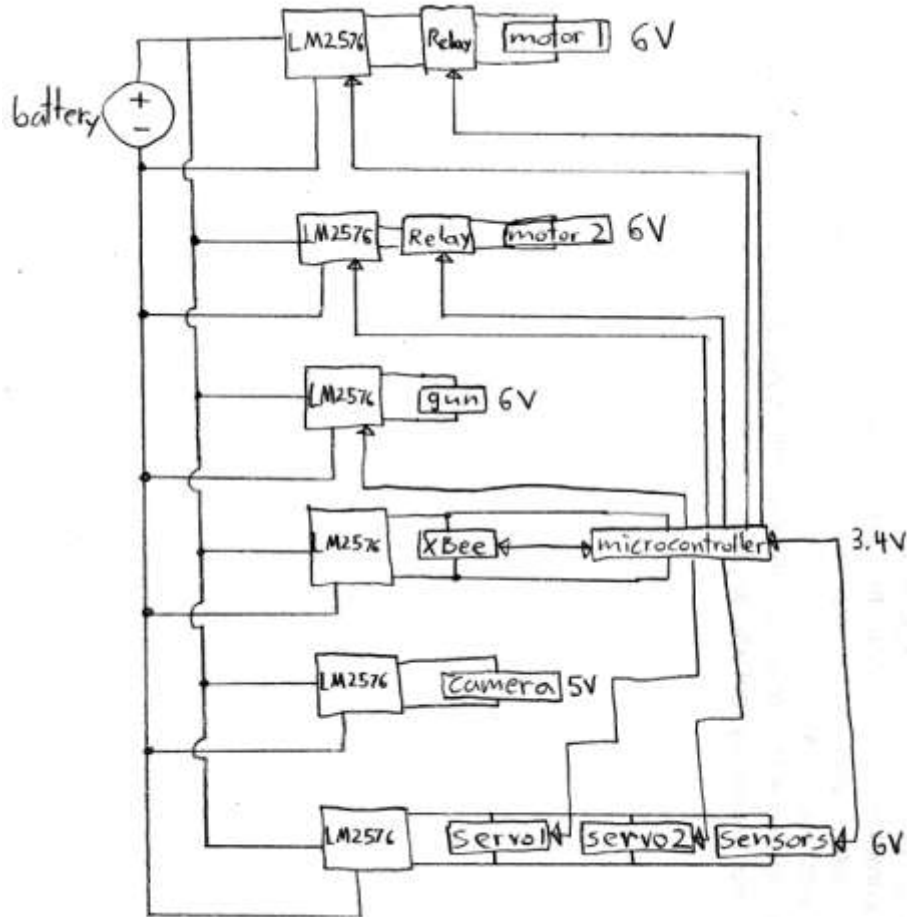 LM2576 Relay motor 1 6V
battery
+
-
LM2576 Relay motor 2 6V
LM2576 gun 6V
LM2576 XBee microcontroller 3.4V
LM2576 Camera 5V
LM2576 Servo1 Servo2 Sensors 6V